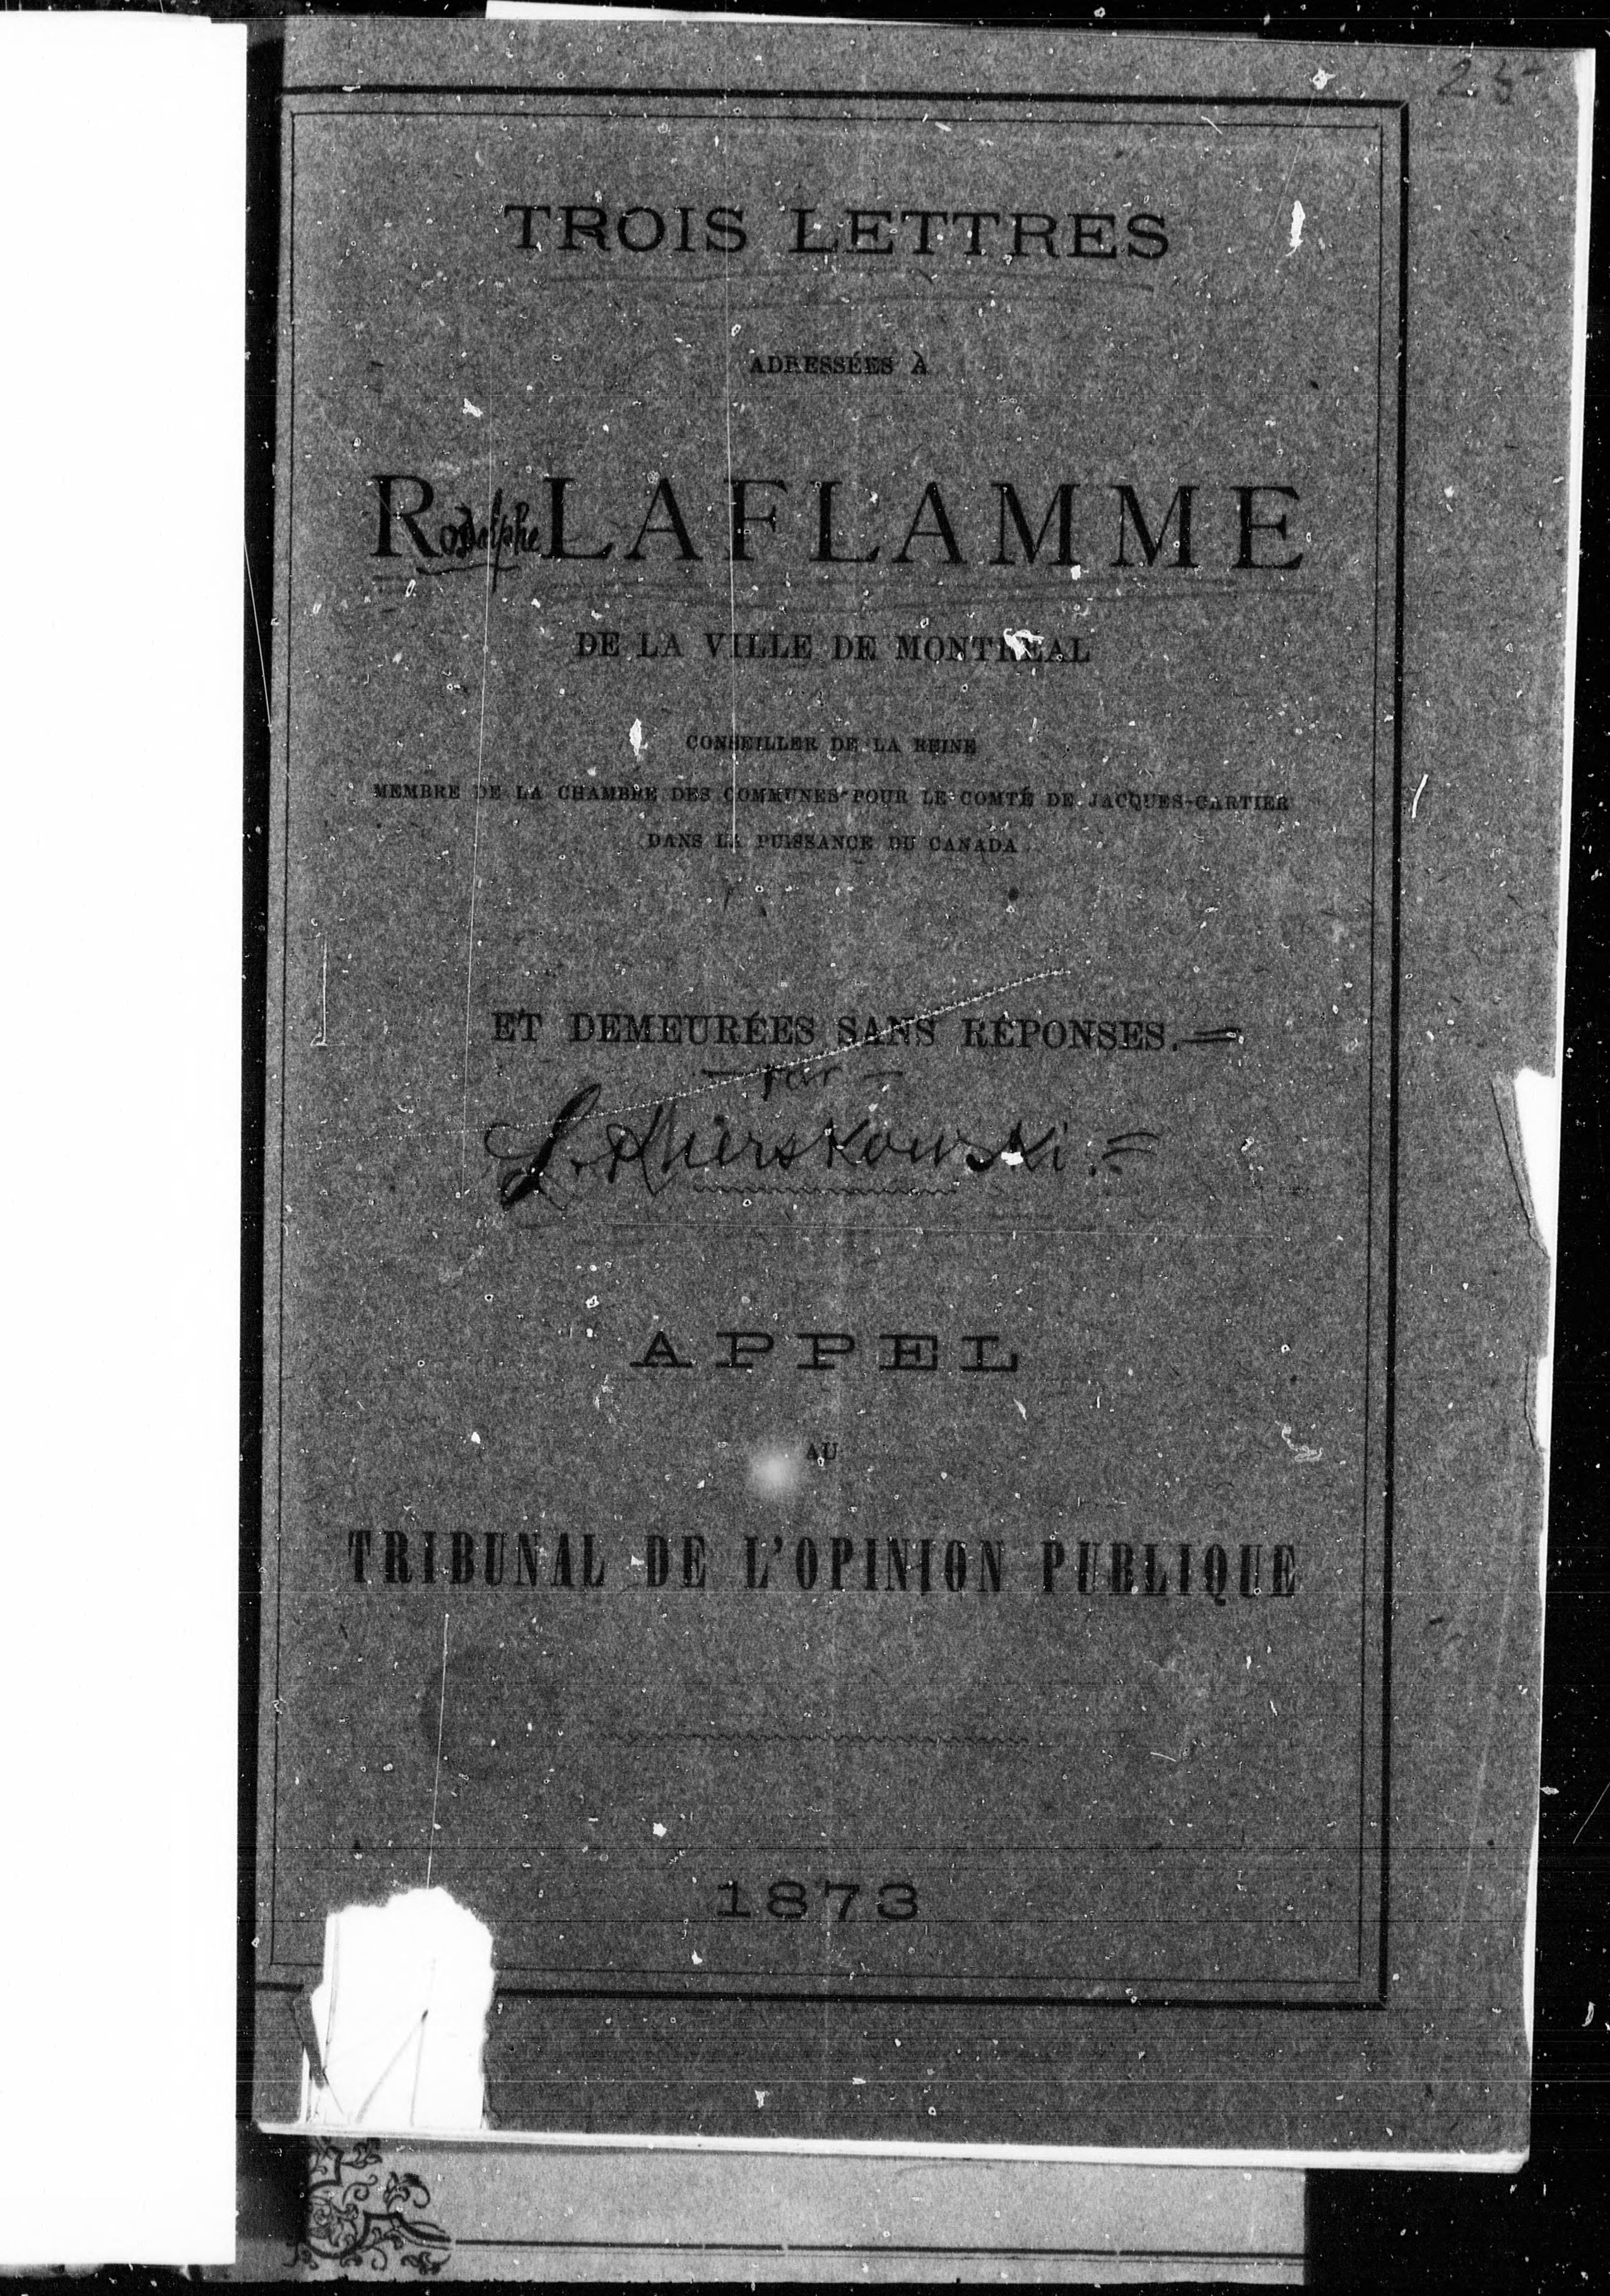 25
TROIS LETTRES
ADRESSÉES À
Rodolphe LAFLAMME
DE LA VILLE DE MONTRÉAL
CONSEILLER DE LA REINE
MEMBRE DE LA CHAMBRE DES COMMUNES POUR LE COMTÉ DE JACQUES-CARTIER
DANS LA PUISSANCE DU CANADA
ET DEMEURÉES SANS RÉPONSES.=
— par —
APPEL
AU
TRIBUNAL DE L'OPINION PUBLIQUE
1873